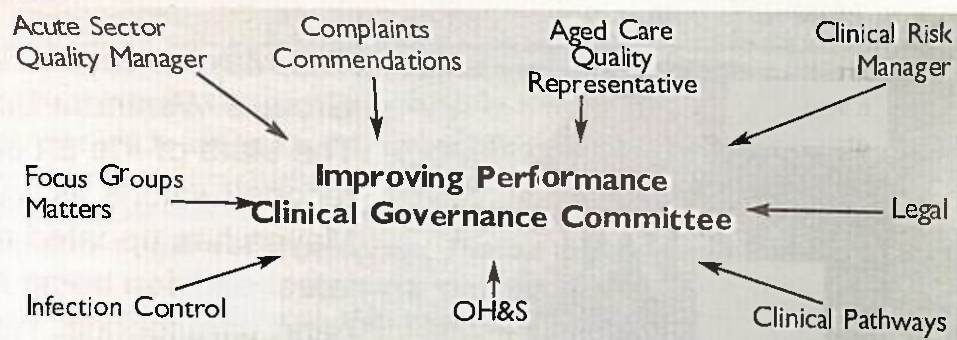 Acute Sector
Quality Manager
Complaints
Commendations
Aged Care
Quality
Representative
Clinical Risk
Manager
Focus Groups
Matters
Improving Performance
Clinical Governance Committee
Legal
Infection Control
OH&S
Clinical Pathways